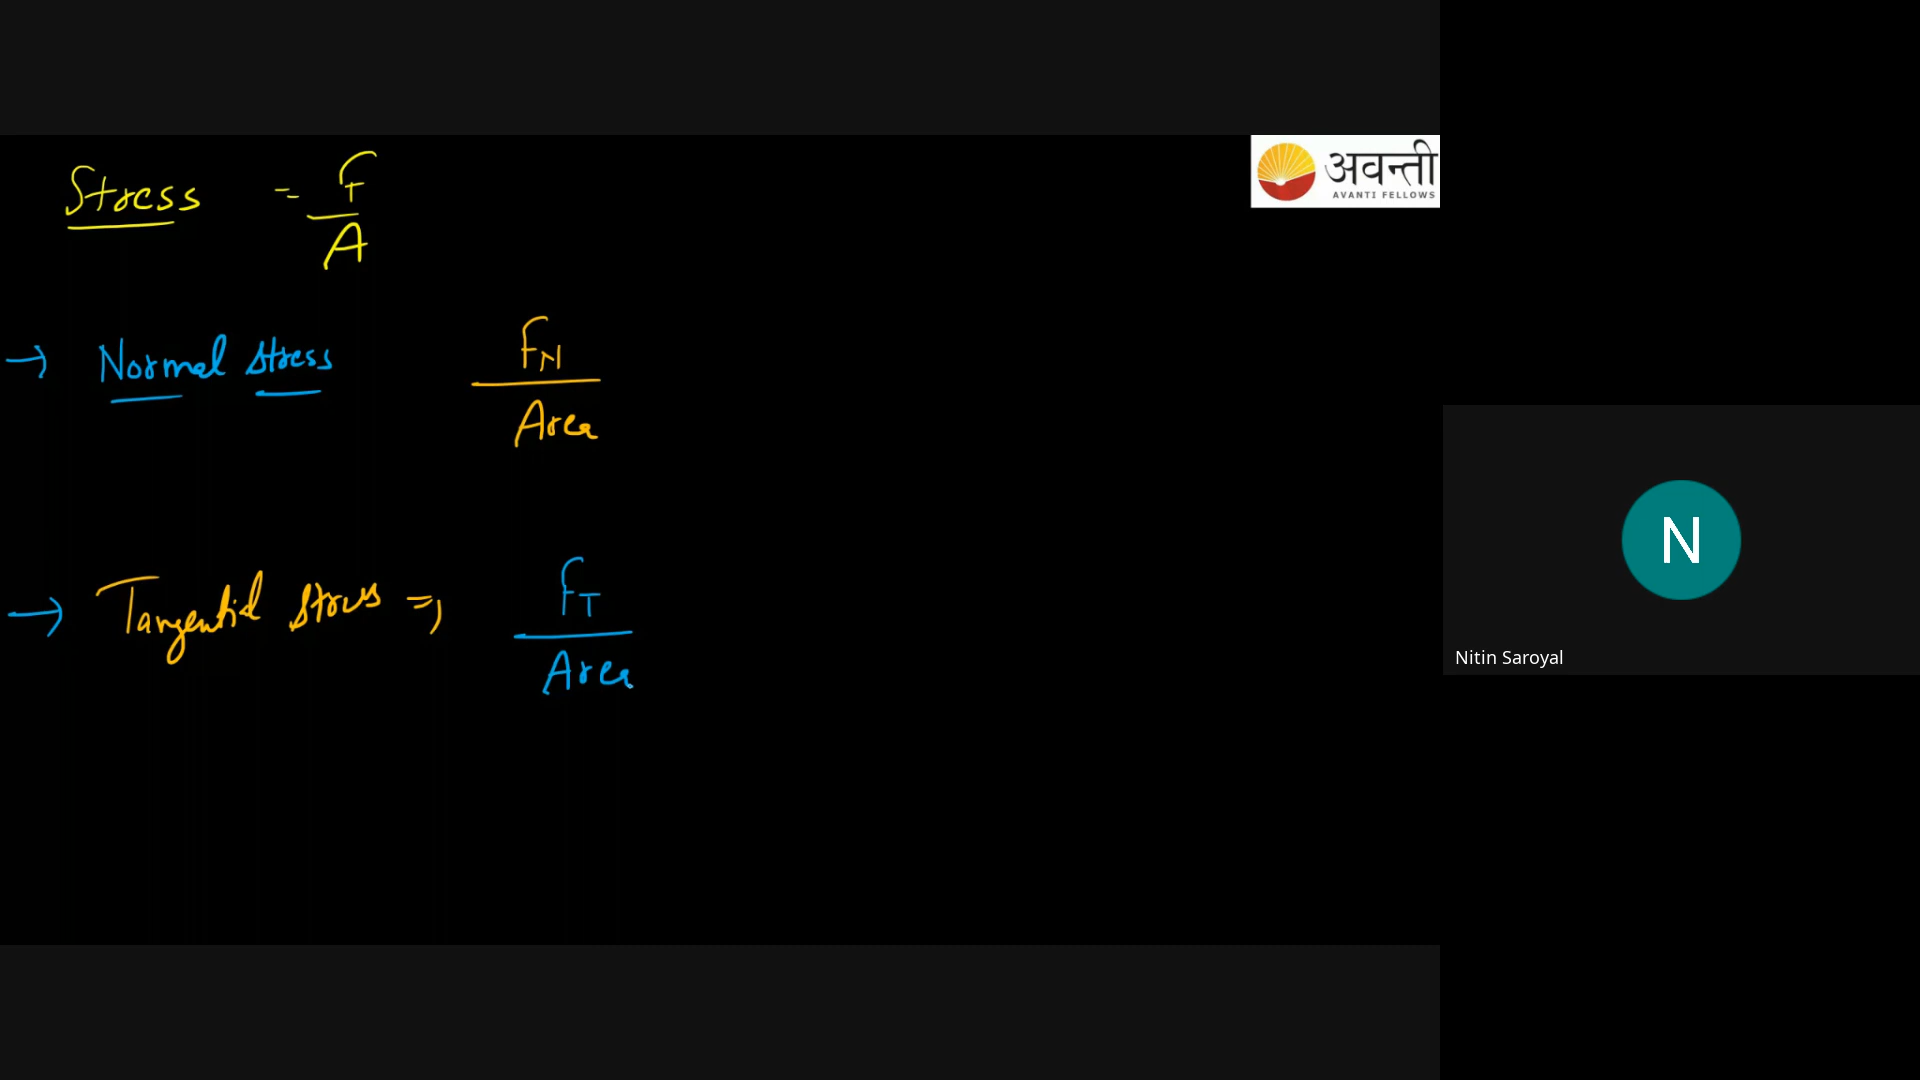 Stress = F/A
अवन्ती
AVANTI FELLOWS
→ Normal stress F_N/Area
→ Tangential stress ⇒ F_T/Area
N
Nitin Saroyal